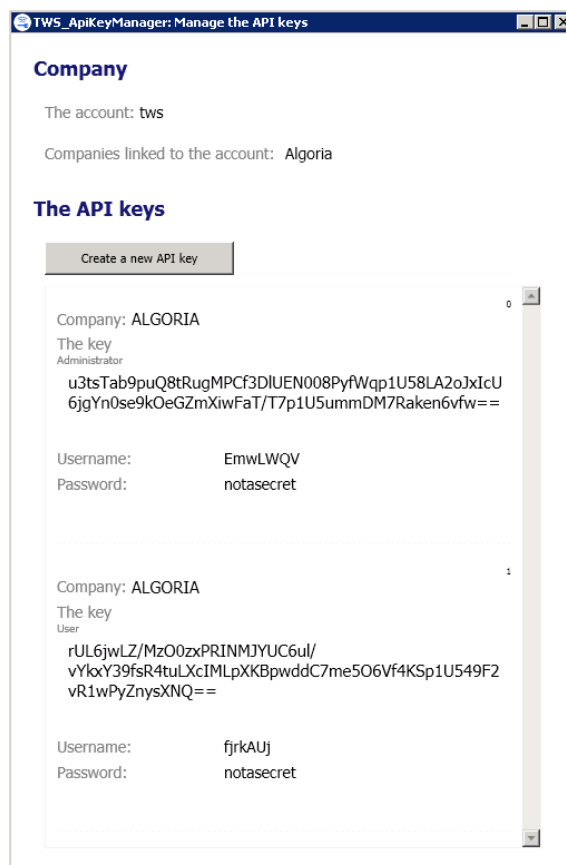 TWS_ApiKeyManager: Manage the API keys
Company
The account: tws
Companies linked to the account: Algoria
The API keys
Create a new API key
0
Company: ALGORIA
The key
Administrator
u3tsTab9puQ8tRugMPCf3DlUEN008PyfWqp1U58LA2oJxIcU
6jgYn0se9kOeGZmXiwFaT/T7p1U5ummDM7Raken6vfw==
Username: EmwLWQV
Password: notasecret
1
Company: ALGORIA
The key
User
rUL6jwLZ/MzO0zxPRINMJYUC6ul/
vYkxY39fsR4tuLXcIMLpXKBpwddC7me5O6Vf4KSp1U549F2
vR1wPyZnysXNQ==
Username: fjrkAUj
Password: notasecret